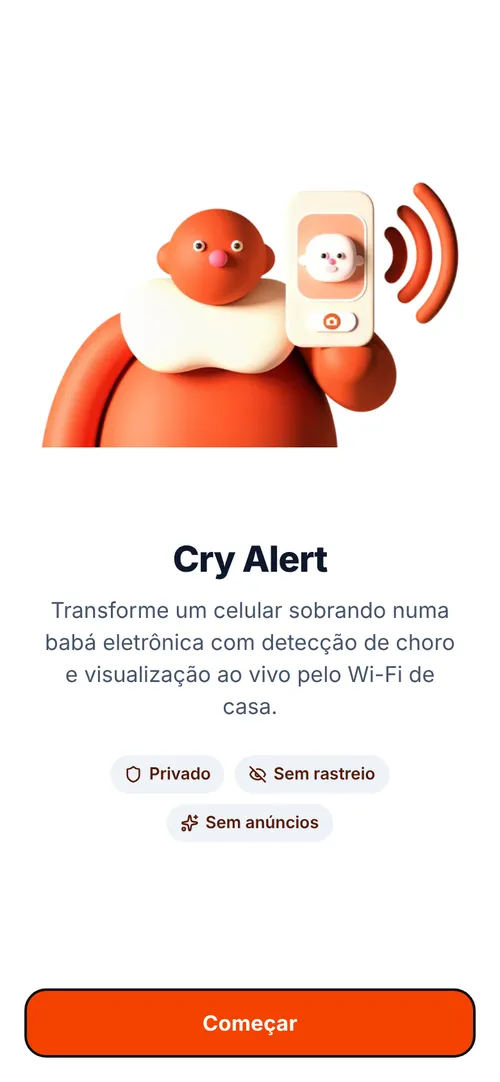 Cry Alert
Transforme um celular sobrando numa
babá eletrônica com detecção de choro
e visualização ao vivo pelo Wi-Fi de
casa.
Privado
Sem rastreio
Sem anúncios
Começar